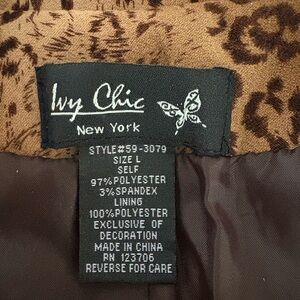 Ivy Chic
New York
STYLE#59-3079
SIZE L
SELF
97%POLYESTER
3%SPANDEX
LINING
100%POLYESTER
EXCLUSIVE OF
DECORATION
MADE IN CHINA
RN 123706
REVERSE FOR CARE